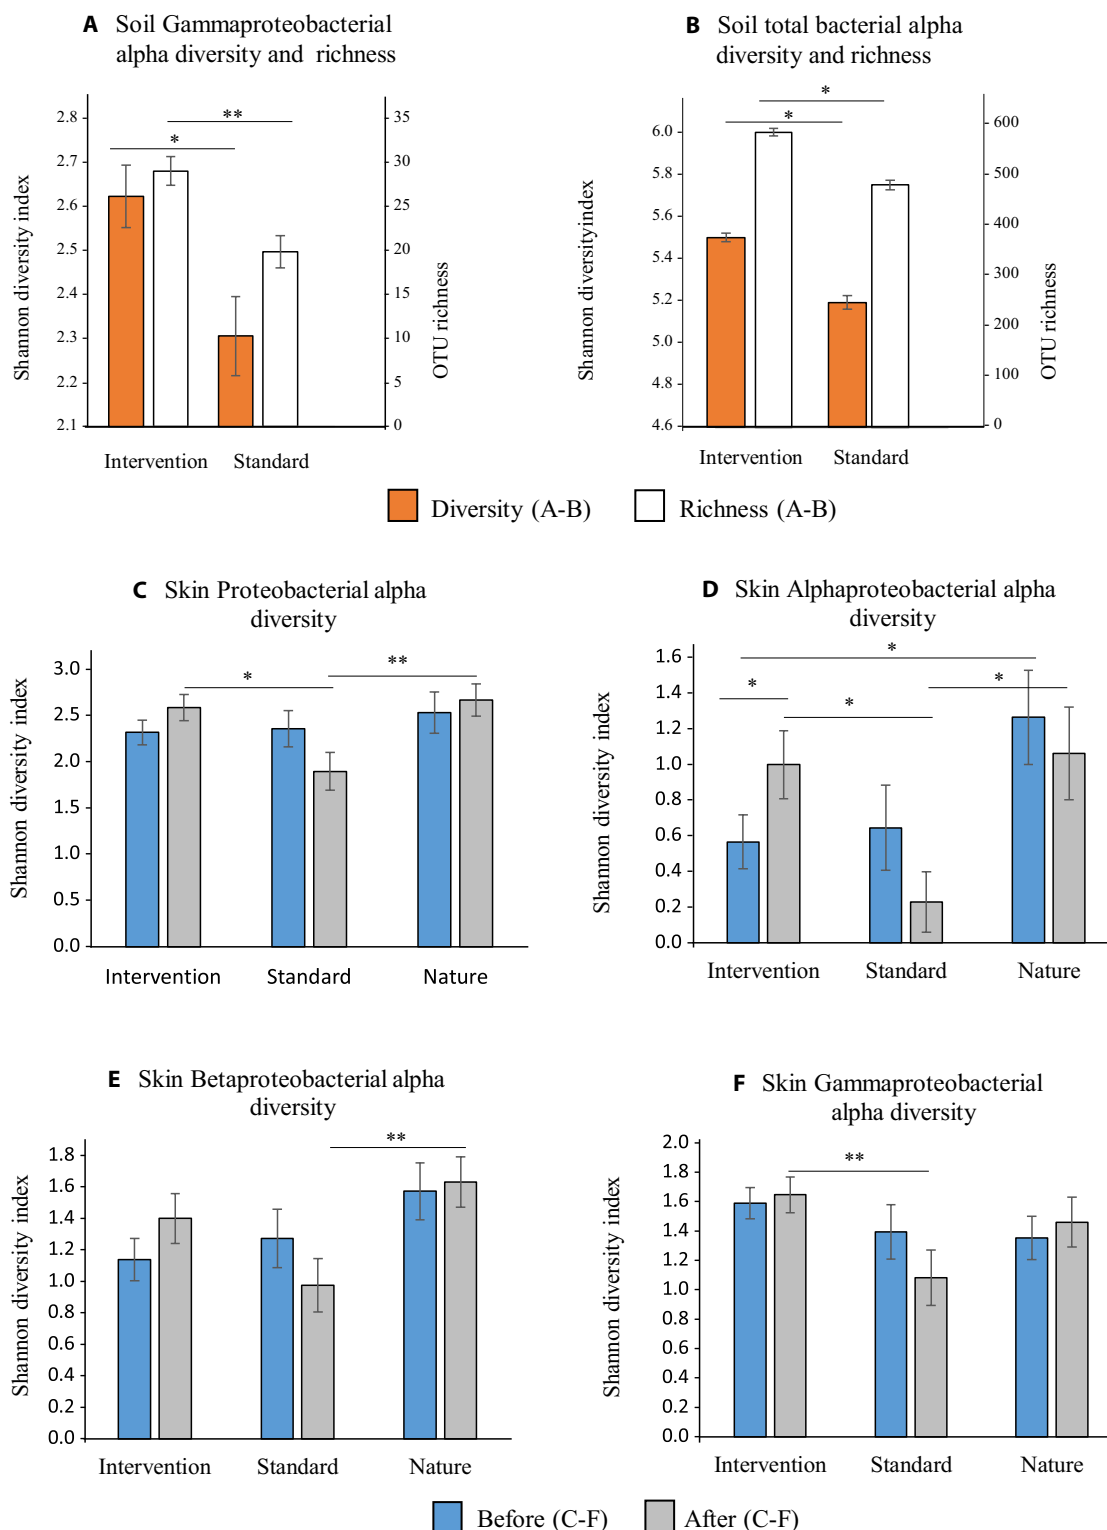 A Soil Gammaproteobacterial
alpha diversity and richness
2.8
2.7
2.6
2.5
2.4
2.3
2.2
2.1
Shannon diversity index
35
30
25
20
15
10
5
0
OTU richness
*
**
Intervention Standard
B Soil total bacterial alpha
diversity and richness
6.0
5.8
5.6
5.4
5.2
5.0
4.8
4.6
Shannon diversityindex
600
500
400
300
200
100
0
OTU richness
*
*
Intervention Standard
Diversity (A-B) Richness (A-B)
C Skin Proteobacterial alpha
diversity
3.0
2.5
2.0
1.5
1.0
0.5
0.0
Shannon diversity index
* **
Intervention Standard Nature
D Skin Alphaproteobacterial alpha
diversity
1.6
1.4
1.2
1.0
0.8
0.6
0.4
0.2
0.0
Shannon diversity index
*
* *
*
Intervention Standard Nature
E Skin Betaproteobacterial alpha
diversity
1.8
1.6
1.4
1.2
1.0
0.8
0.6
0.4
0.2
0.0
Shannon diversity index
**
Intervention Standard Nature
F Skin Gammaproteobacterial
alpha diversity
2.0
1.8
1.6
1.4
1.2
1.0
0.8
0.6
0.4
0.2
0.0
Shannon diversity index
**
Intervention Standard Nature
Before (C-F) After (C-F)